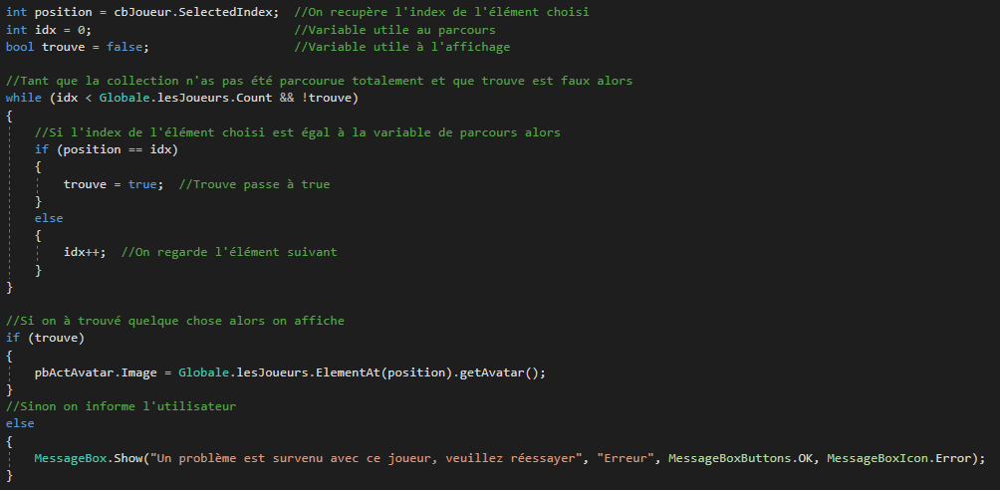 int position = cbJoueur.SelectedIndex;  //On recupère l'index de l'élément choisi
int idx = 0;                            //Variable utile au parcours
bool trouve = false;                    //Variable utile à l'affichage

//Tant que la collection n'as pas été parcourue totalement et que trouve est faux alors
while (idx < Globale.lesJoueurs.Count && !trouve)
{
    //Si l'index de l'élément choisi est égal à la variable de parcours alors
    if (position == idx)
    {
        trouve = true;  //Trouve passe à true
    }
    else
    {
        idx++;  //On regarde l'élément suivant
    }
}

//Si on à trouvé quelque chose alors on affiche
if (trouve)
{
    pbActAvatar.Image = Globale.lesJoueurs.ElementAt(position).getAvatar();
}
//Sinon on informe l'utilisateur
else
{
    MessageBox.Show("Un problème est survenu avec ce joueur, veuillez réessayer", "Erreur", MessageBoxButtons.OK, MessageBoxIcon.Error);
}